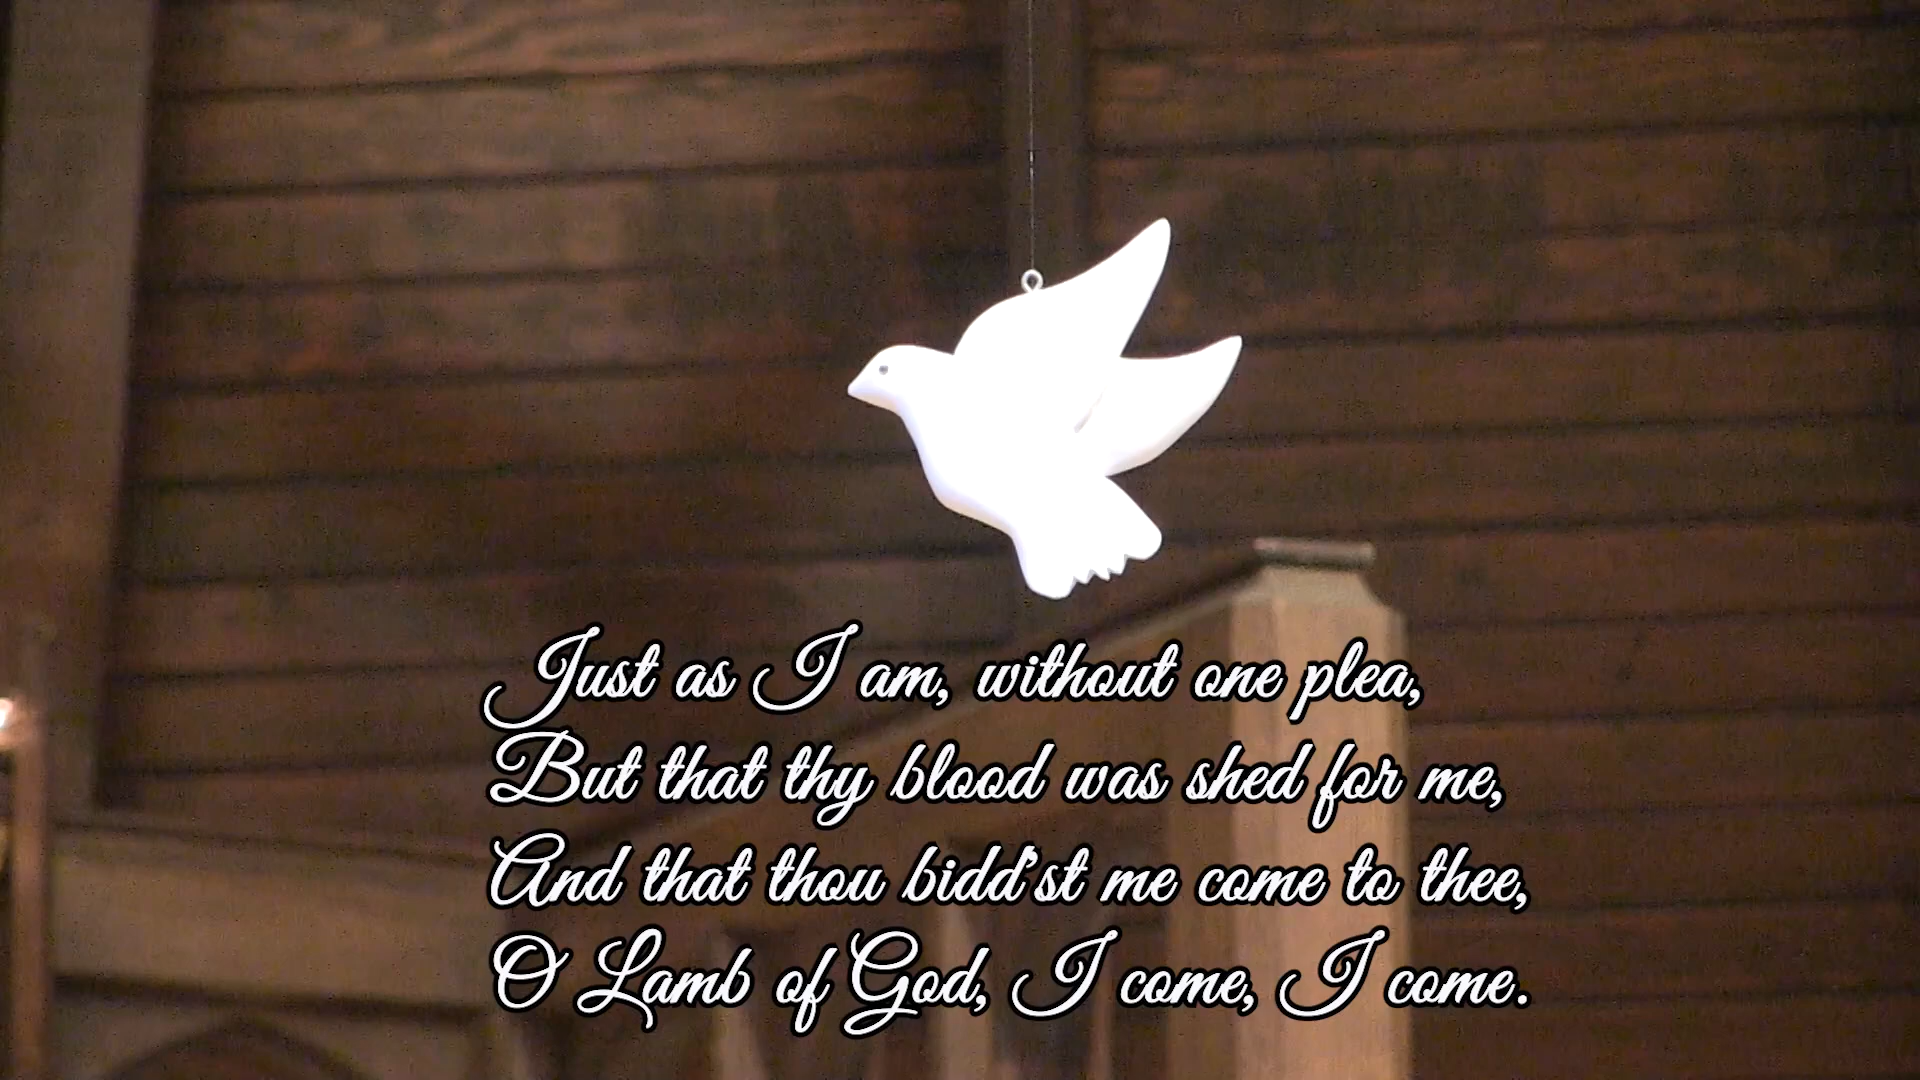 Just as I am, without one plea,
But that thy blood was shed for me,
And that thou bidd'st me come to thee,
O Lamb of God, I come, I come.